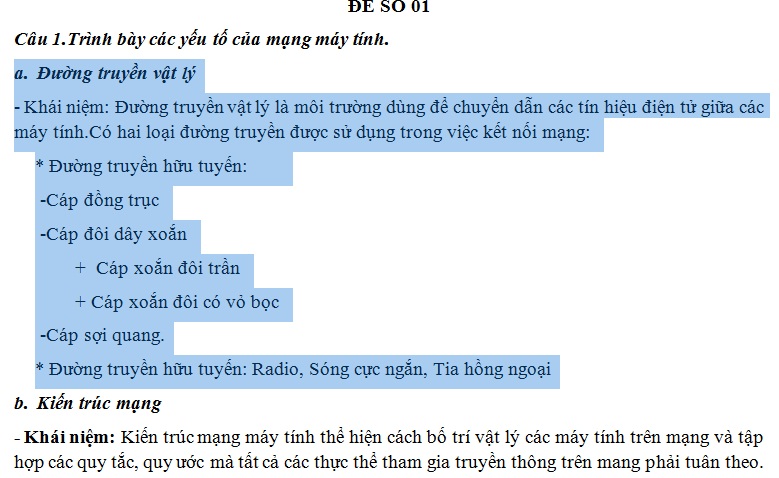 ĐỀ SỐ 01
Câu 1.Trình bày các yếu tố của mạng máy tính.
a. Đường truyền vật lý
- Khái niệm: Đường truyền vật lý là môi trường dùng để chuyển dẫn các tín hiệu điện tử giữa các
máy tính.Có hai loại đường truyền được sử dụng trong việc kết nối mạng:
* Đường truyền hữu tuyến:
-Cáp đồng trục
-Cáp đôi dây xoắn
+ Cáp xoắn đôi trần
+ Cáp xoắn đôi có vỏ bọc
-Cáp sợi quang.
* Đường truyền hữu tuyến: Radio, Sóng cực ngắn, Tia hồng ngoại
b. Kiến trúc mạng
- Khái niệm: Kiến trúc mạng máy tính thể hiện cách bố trí vật lý các máy tính trên mạng và tập
hợp các quy tắc, quy ước mà tất cả các thực thể tham gia truyền thông trên mang phải tuân theo.